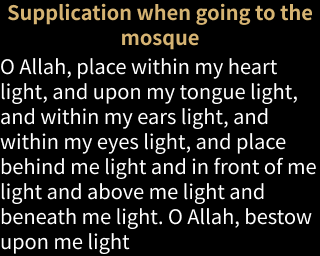 Supplication when going to the
mosque
O Allah, place within my heart
light, and upon my tongue light,
and within my ears light, and
within my eyes light, and place
behind me light and in front of me
light and above me light and
beneath me light. O Allah, bestow
upon me light